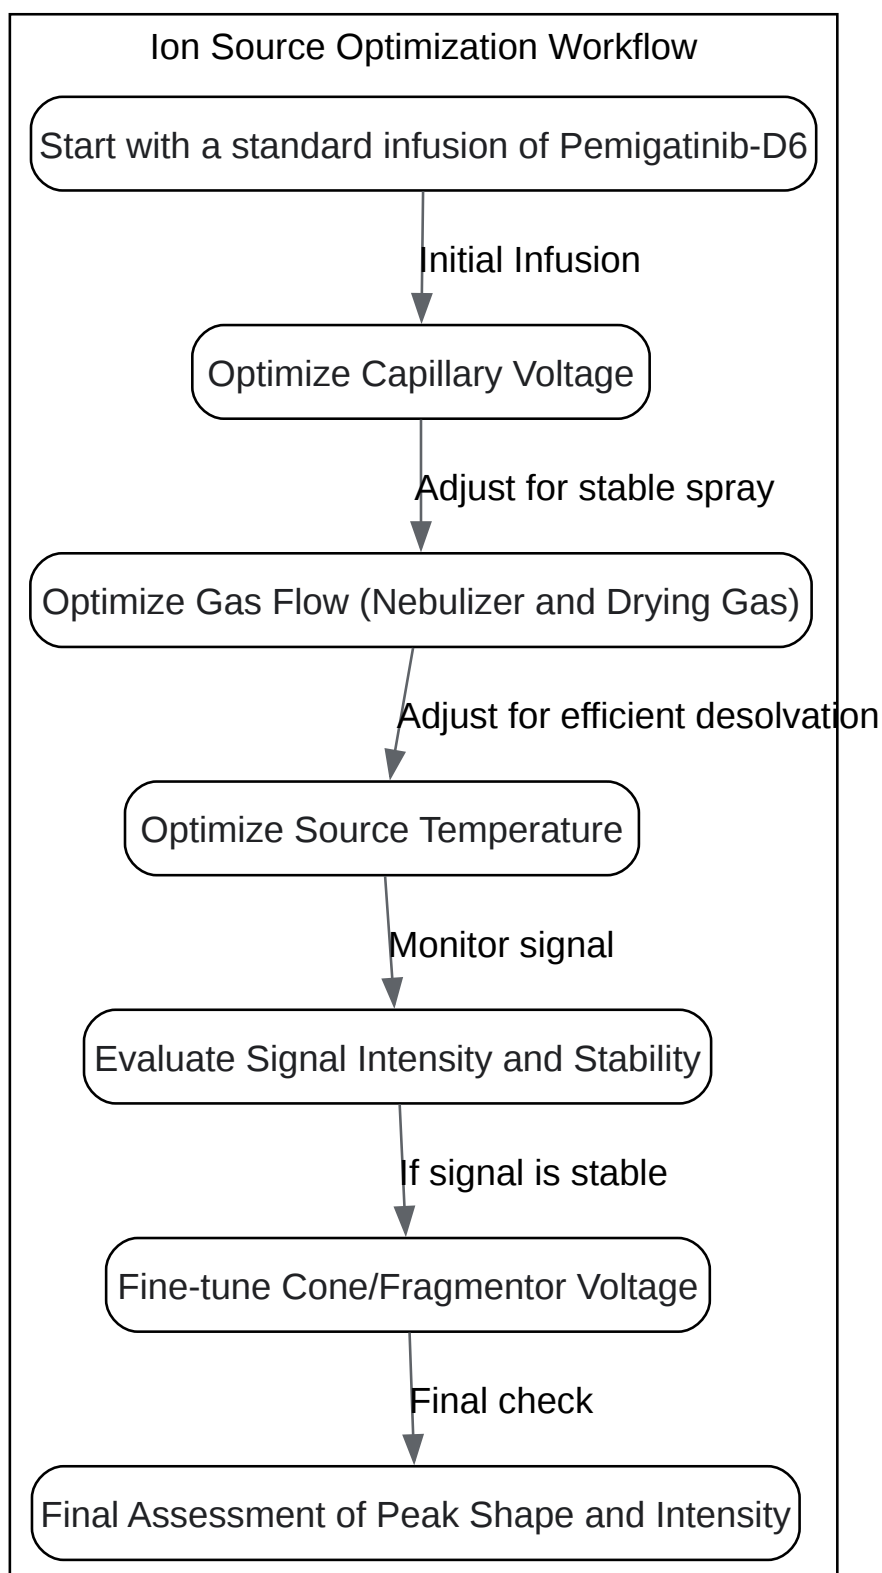 Ion Source Optimization Workflow
Start with a standard infusion of Pemigatinib-D6
Initial Infusion
Optimize Capillary Voltage
Adjust for stable spray
Optimize Gas Flow (Nebulizer and Drying Gas)
Adjust for efficient desolvation
Optimize Source Temperature
Monitor signal
Evaluate Signal Intensity and Stability
If signal is stable
Fine-tune Cone/Fragmentor Voltage
Final check
Final Assessment of Peak Shape and Intensity